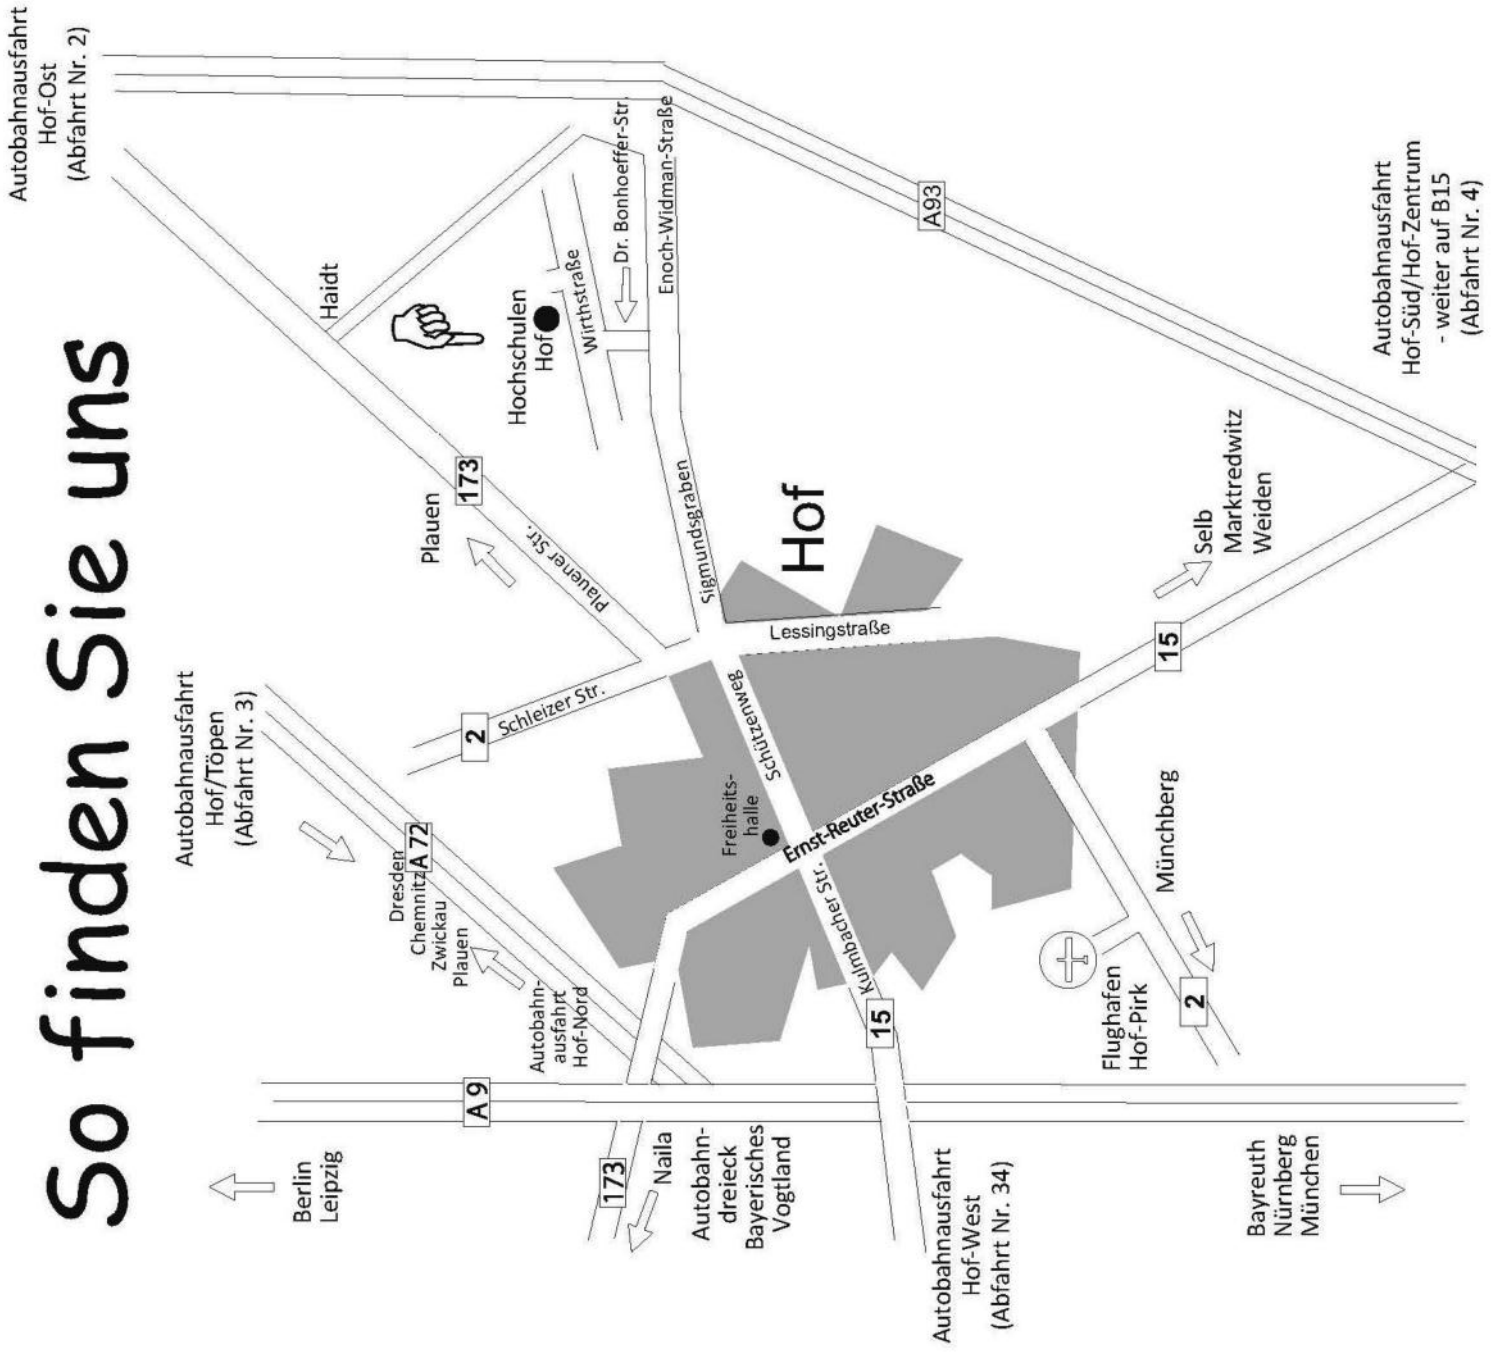 So finden Sie uns
Autobahnausfahrt
Hof-Ost
(Abfahrt Nr. 2)
Autobahnausfahrt
Hof/Töpen
(Abfahrt Nr. 3)
Berlin
Leipzig
Haidt
Plauen
173
Plauener Str.
2
Schleizer Str.
A 72
Dresden
Chemnitz
Zwickau
Plauen
Autobahn-
ausfahrt
Hof-Nord
A 9
Hochschulen
Hof
Wirthstraße
Dr. Bonhoeffer-Str.
Enoch-Widman-Straße
Sigmundsgraben
Hof
Lessingstraße
Schützenweg
Freiheits-
halle
Ernst-Reuter-Straße
Kulmbacher Str.
15
173
Naila
Autobahn-
dreieck
Bayerisches
Vogtland
Autobahnausfahrt
Hof-West
(Abfahrt Nr. 34)
A93
15
Selb
Marktredwitz
Weiden
Münchberg
2
Flughafen
Hof-Pirk
Bayreuth
Nürnberg
München
Autobahnausfahrt
Hof-Süd/Hof-Zentrum
- weiter auf B15
(Abfahrt Nr. 4)